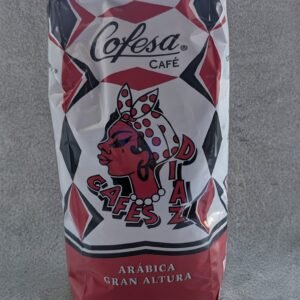 Cofesa®
CAFÉ
CAFÉS
DIAZ
ARÁBICA
GRAN ALTURA